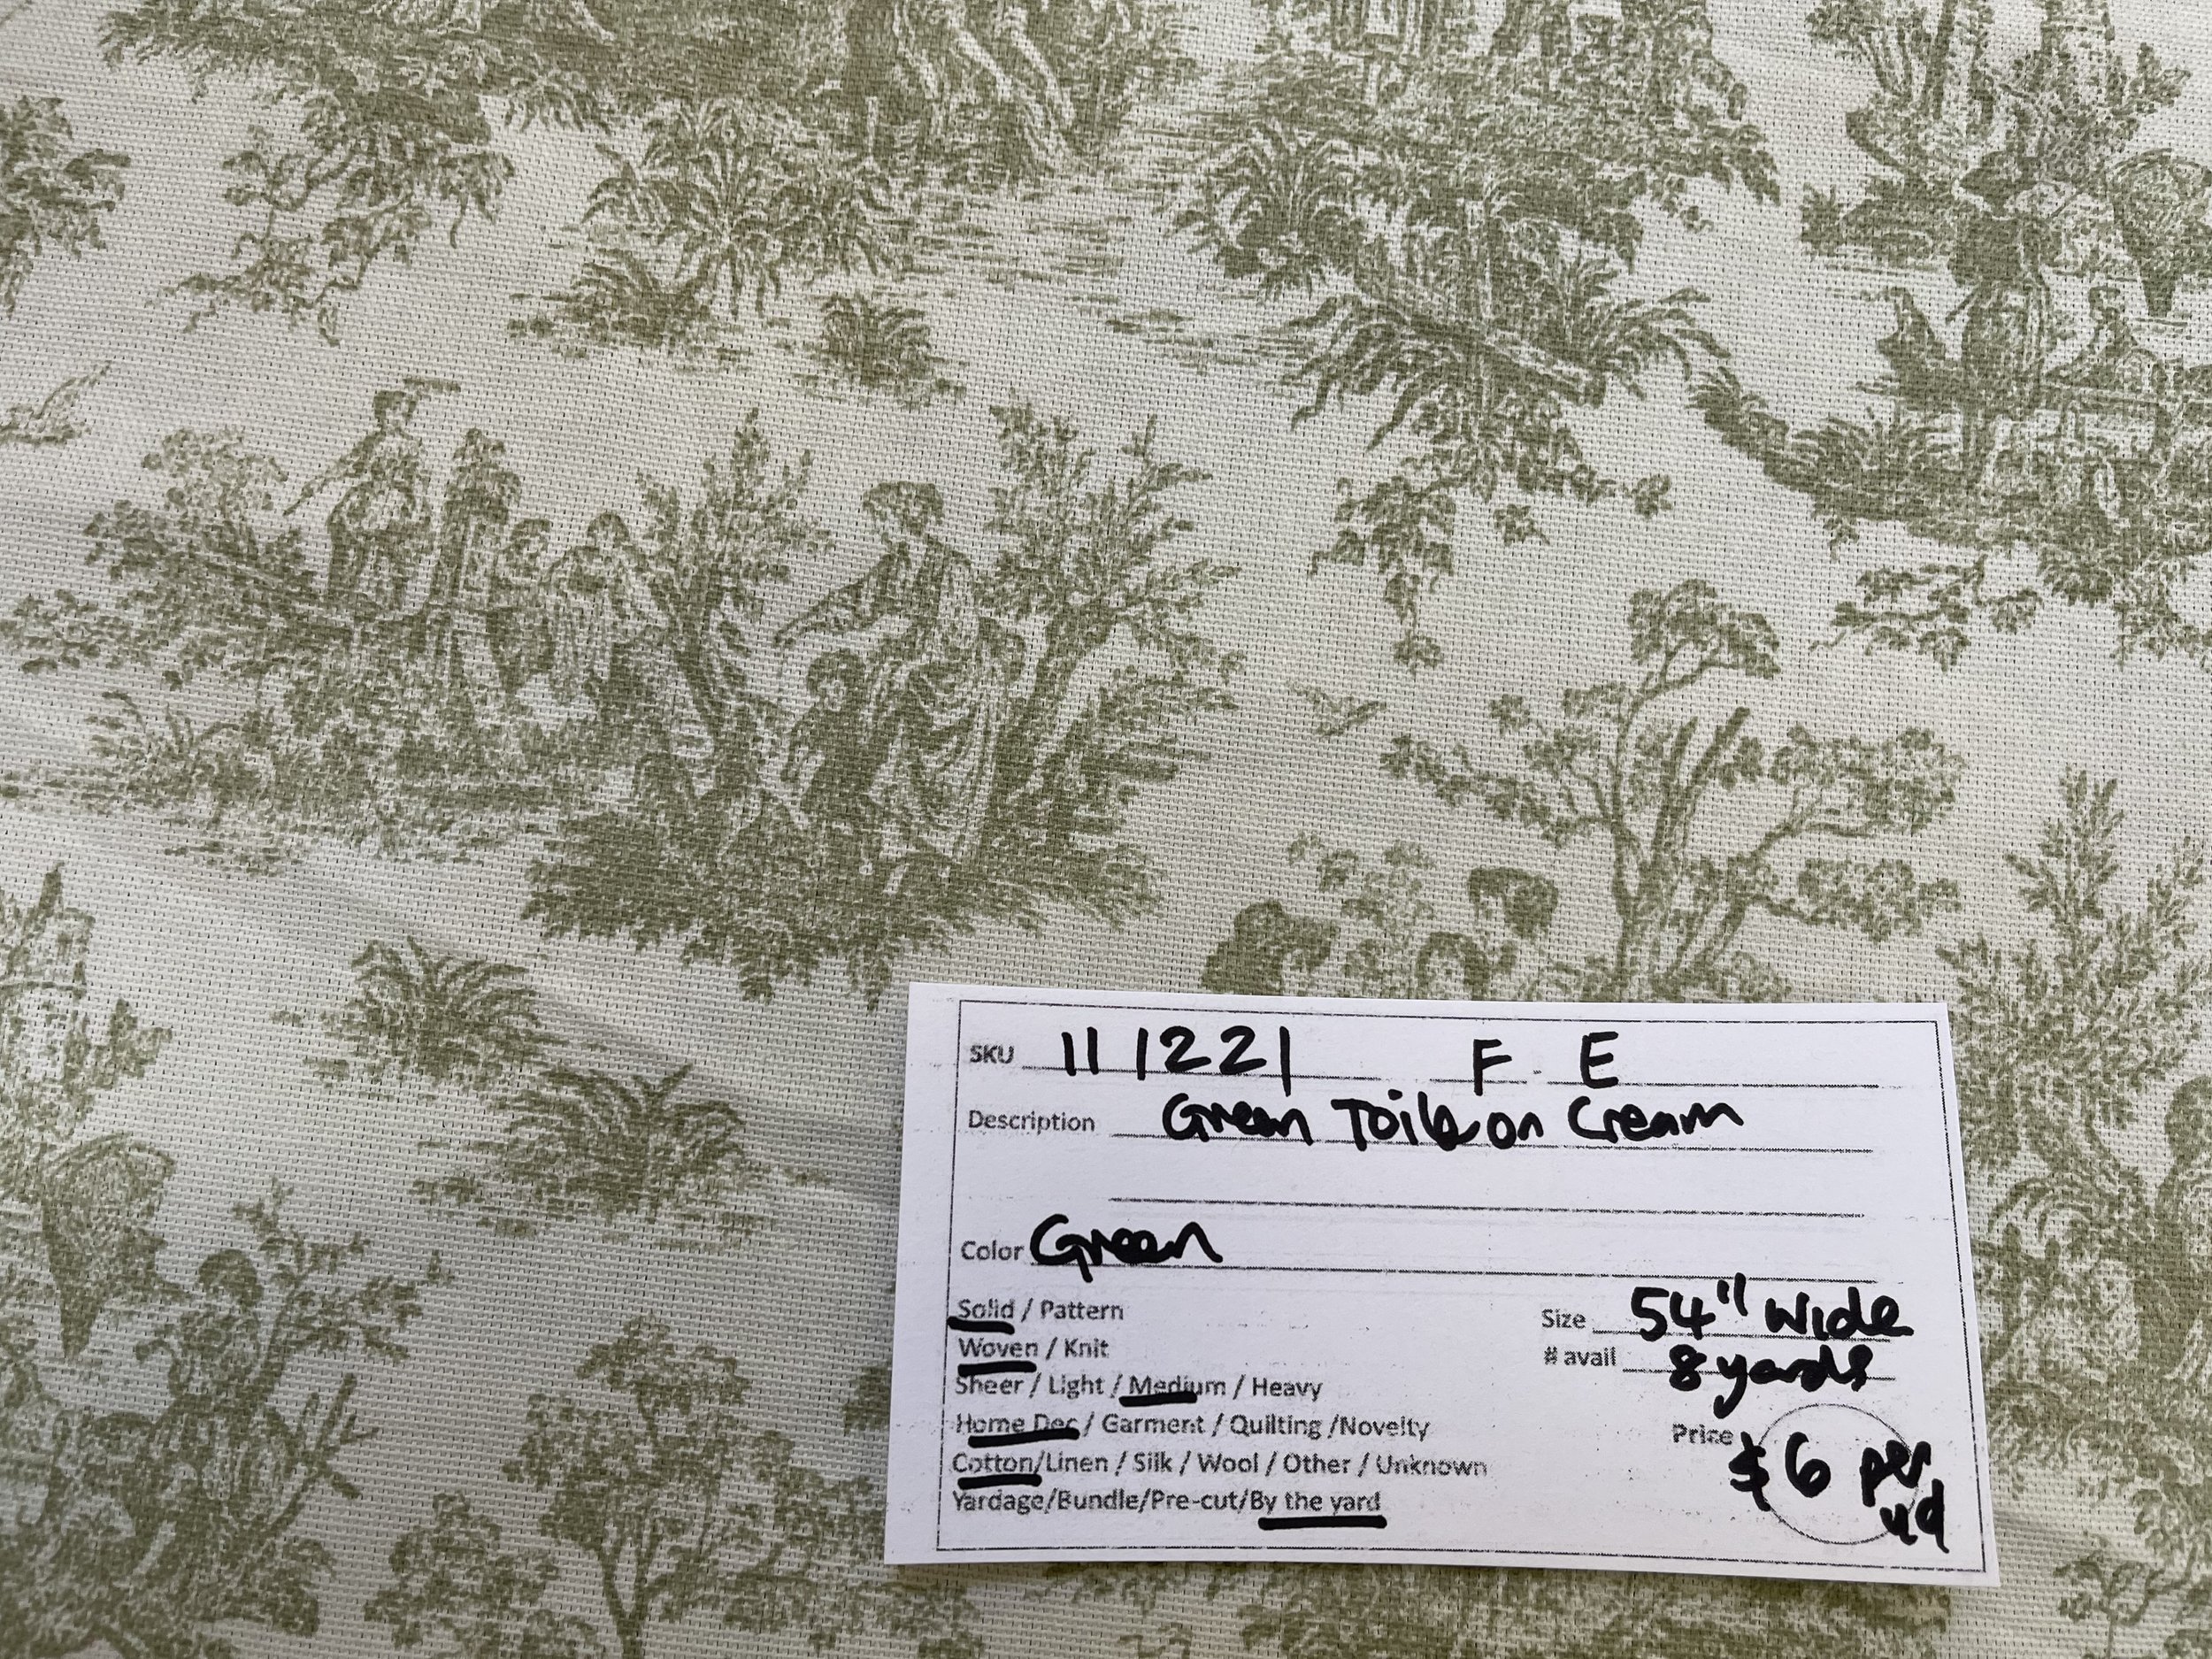 SKU 111221 F E
Description Green Toile on Cream
Color Green
Solid / Pattern
Size 54" wide
Woven / Knit
# avail 8 yards
Sheer / Light / Medium / Heavy
Home Dec / Garment / Quilting /Novelty
Price $6 per yd
Cotton/Linen / Silk / Wool / Other / Unknown
Yardage/Bundle/Pre-cut/By the yard